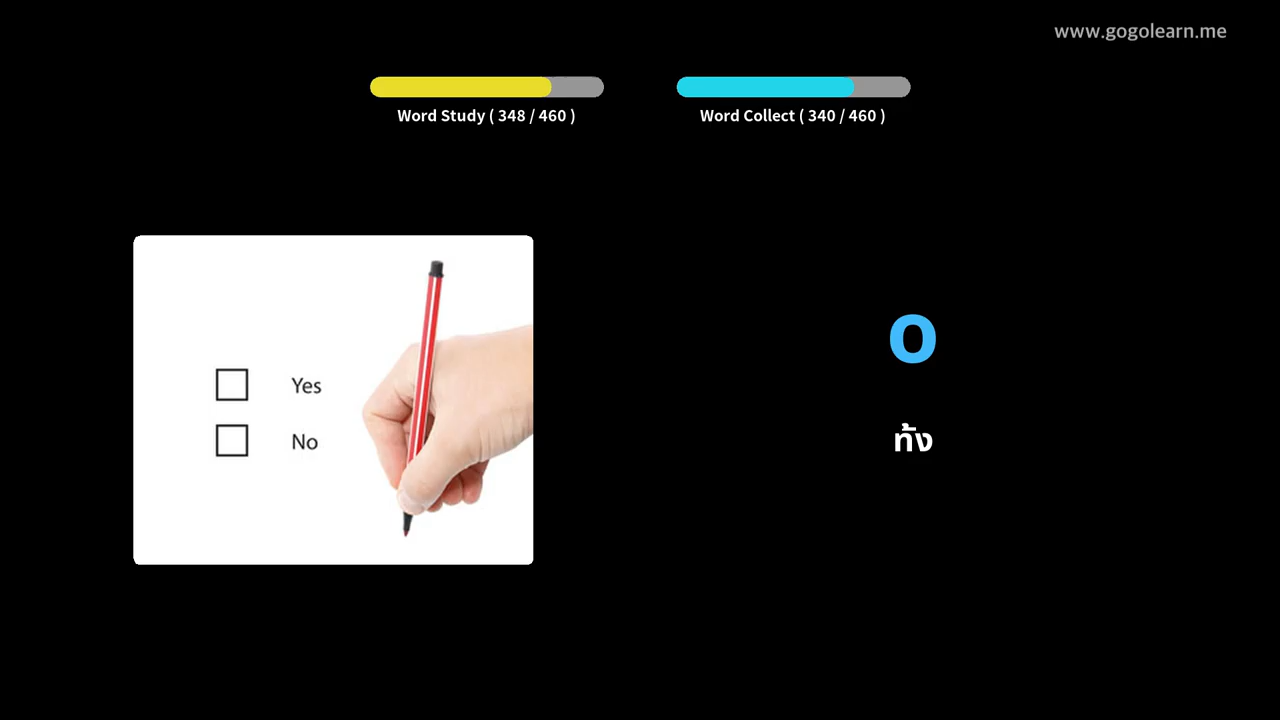 www.gogolearn.me
Word Study ( 348 / 460 )
Word Collect ( 340 / 460 )
Yes
No
o
ท้ง